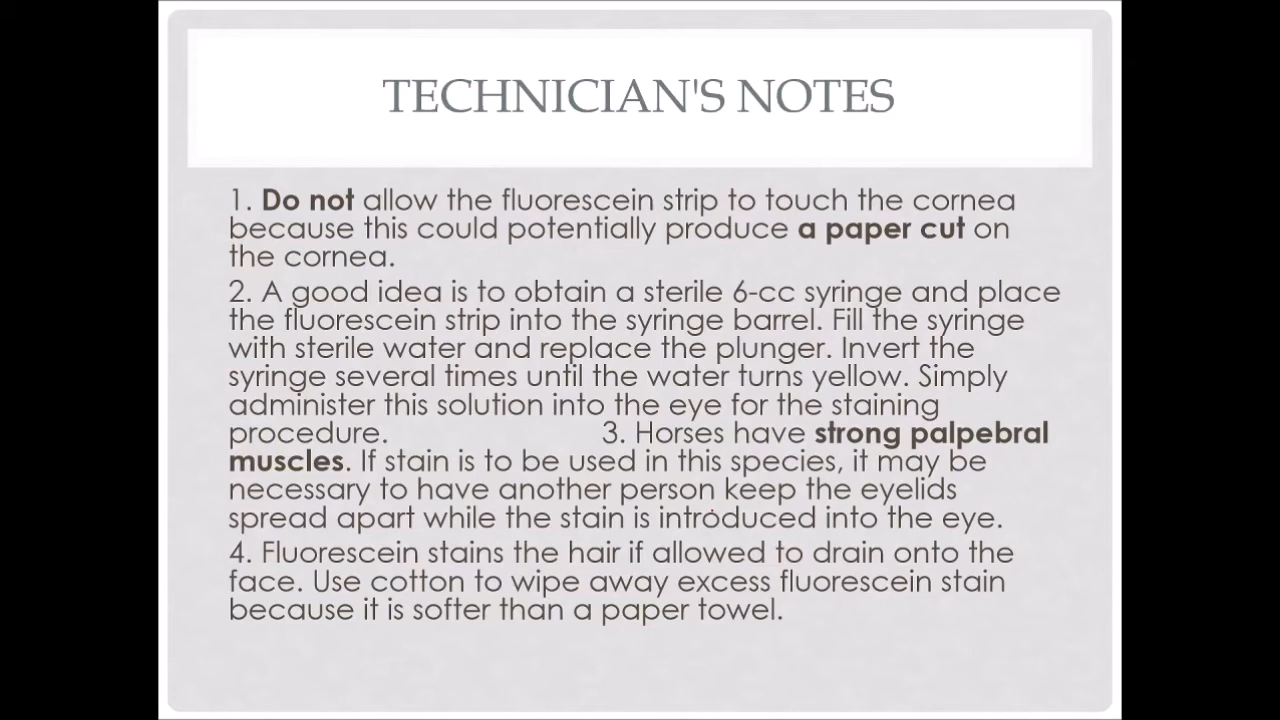 TECHNICIAN'S NOTES
1. Do not allow the fluorescein strip to touch the cornea
because this could potentially produce a paper cut on
the cornea.
2. A good idea is to obtain a sterile 6-cc syringe and place
the fluorescein strip into the syringe barrel. Fill the syringe
with sterile water and replace the plunger. Invert the
syringe several times until the water turns yellow. Simply
administer this solution into the eye for the staining
procedure. 3. Horses have strong palpebral
muscles. If stain is to be used in this species, it may be
necessary to have another person keep the eyelids
spread apart while the stain is introduced into the eye.
4. Fluorescein stains the hair if allowed to drain onto the
face. Use cotton to wipe away excess fluorescein stain
because it is softer than a paper towel.